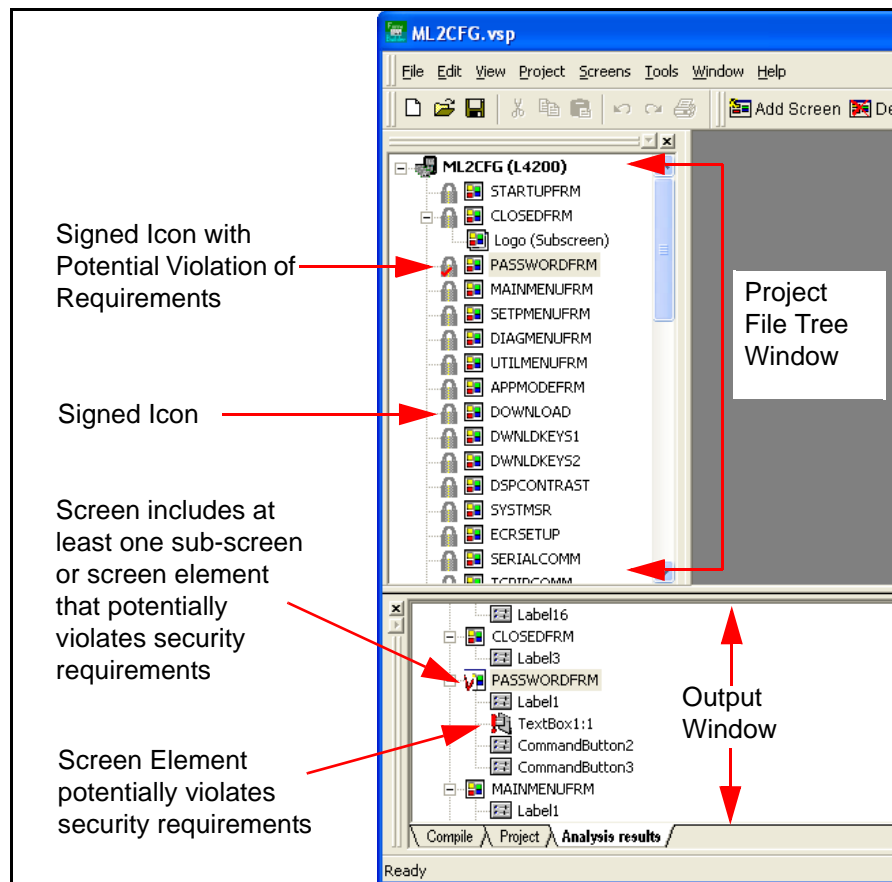 ML2CFG.vsp
File Edit View Project Screens Tools Window Help
Add Screen De
ML2CFG (L4200)
STARTUPFRM
CLOSEDFRM
Logo (Subscreen)
PASSWORDFRM
MAINMENUFRM
SETPMENUFRM
DIAGMENUFRM
UTILMENUFRM
APPMODEFRM
DOWNLOAD
DWNLDKEYS1
DWNLDKEYS2
DSPCONTRAST
SYSTMSR
ECRSETUP
SERIALCOMM
TCPIPCOMM
Signed Icon with
Potential Violation of
Requirements
Signed Icon
Project
File Tree
Window
Screen includes at
least one sub-screen
or screen element
that potentially
violates security
requirements
Screen Element
potentially violates
security requirements
Label16
CLOSEDFRM
Label3
PASSWORDFRM
Label1
TextBox1:1
CommandButton2
CommandButton3
MAINMENUFRM
Label1
Output
Window
Compile Project Analysis results
Ready